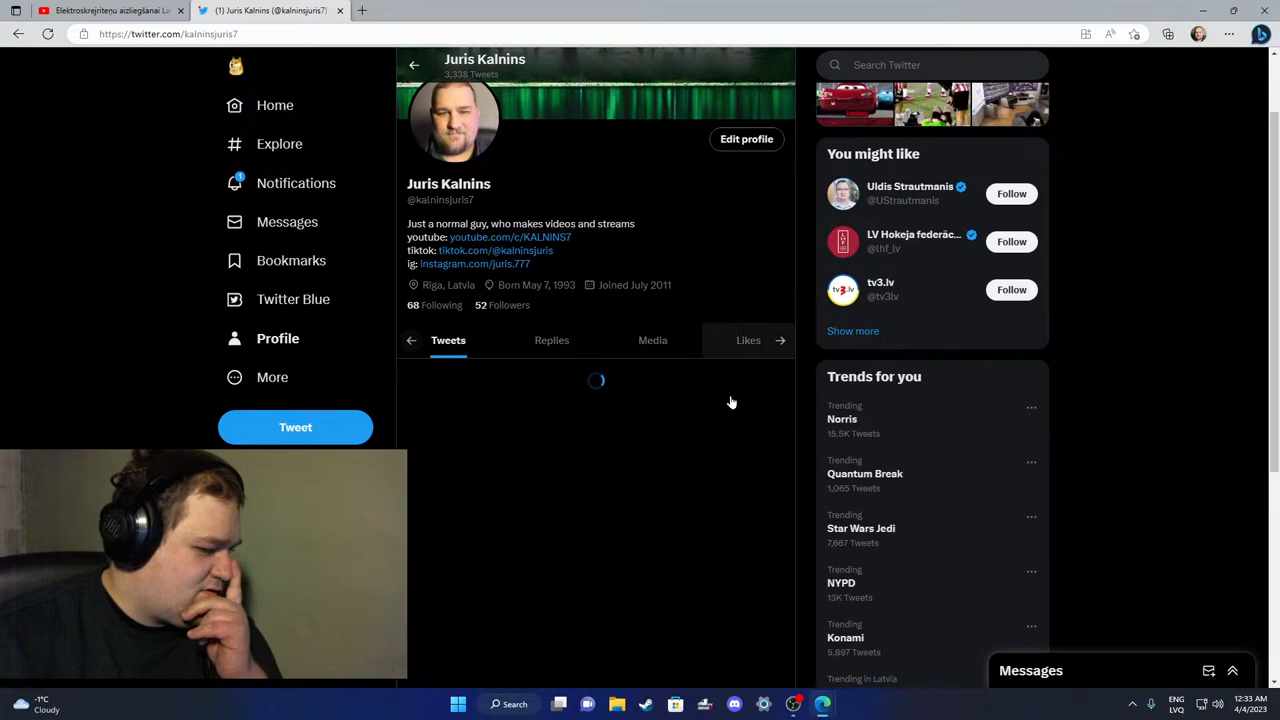 Elektroskrejriteņu aizliegšanai La
(1) Juris Kalnins (@kalninsjuris7)
https://twitter.com/kalninsjuris7
Home
Explore
1
Notifications
Messages
Bookmarks
Twitter Blue
Profile
More
Tweet
Juris Kalnins
3,338 Tweets
Edit profile
Juris Kalnins
@kalninsjuris7
Just a normal guy, who makes videos and streams
youtube: youtube.com/c/KALNINS7
tiktok: tiktok.com/@kalninsjuris
ig: instagram.com/juris.777
Riga, Latvia Born May 7, 1993 Joined July 2011
68 Following 52 Followers
Tweets Replies Media Likes
Search Twitter
You might like
Uldis Strautmanis
@UStrautmanis
Follow
LV Hokeja federāc...
@lhf_lv
Follow
tv3.lv
@tv3lv
Follow
Show more
Trends for you
Trending
Norris
15.5K Tweets
Trending
Quantum Break
1,065 Tweets
Trending
Star Wars Jedi
7,667 Tweets
Trending
NYPD
13K Tweets
Trending
Konami
5,697 Tweets
Trending in Latvia
Messages
-1°C
Cloudy
Search
ENG
LVQ
12:33 AM
4/4/2023